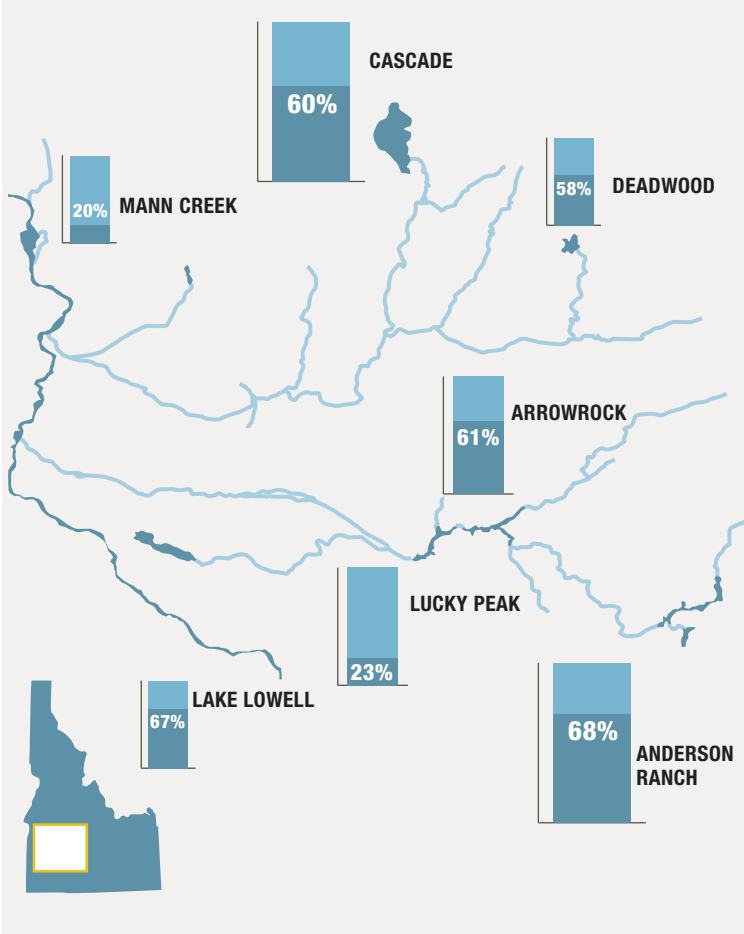 CASCADE
60%
DEADWOOD
58%
MANN CREEK
20%
ARROWROCK
61%
LUCKY PEAK
23%
LAKE LOWELL
67%
68%
ANDERSON
RANCH